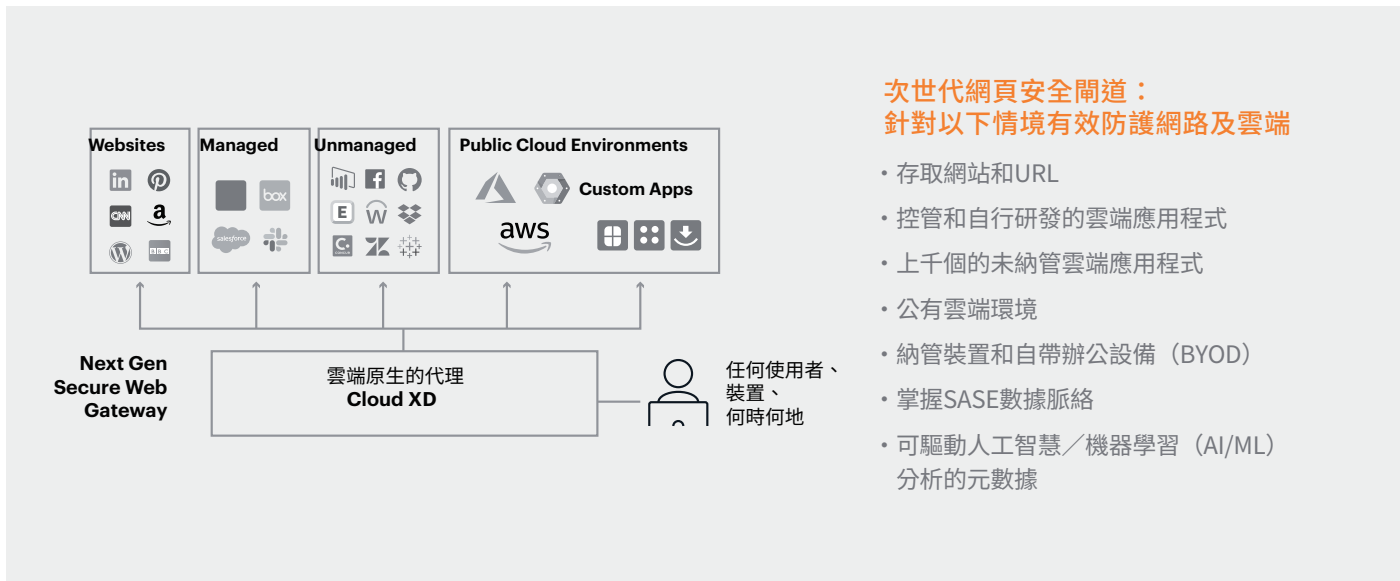 Websites
Managed
Unmanaged
Public Cloud Environments
in
box
CNN
a
E
Custom Apps
aws
salesforce
C.
Next Gen
Secure Web
Gateway
雲端原生的代理
Cloud XD
任何使用者、
裝置、
何時何地
次世代網頁安全閘道：
針對以下情境有效防護網路及雲端
・存取網站和URL
・控管和自行研發的雲端應用程式
・上千個的未納管雲端應用程式
・公有雲端環境
・納管裝置和自帶辦公設備（BYOD）
・掌握SASE數據脈絡
・可驅動人工智慧／機器學習（AI/ML）
分析的元數據